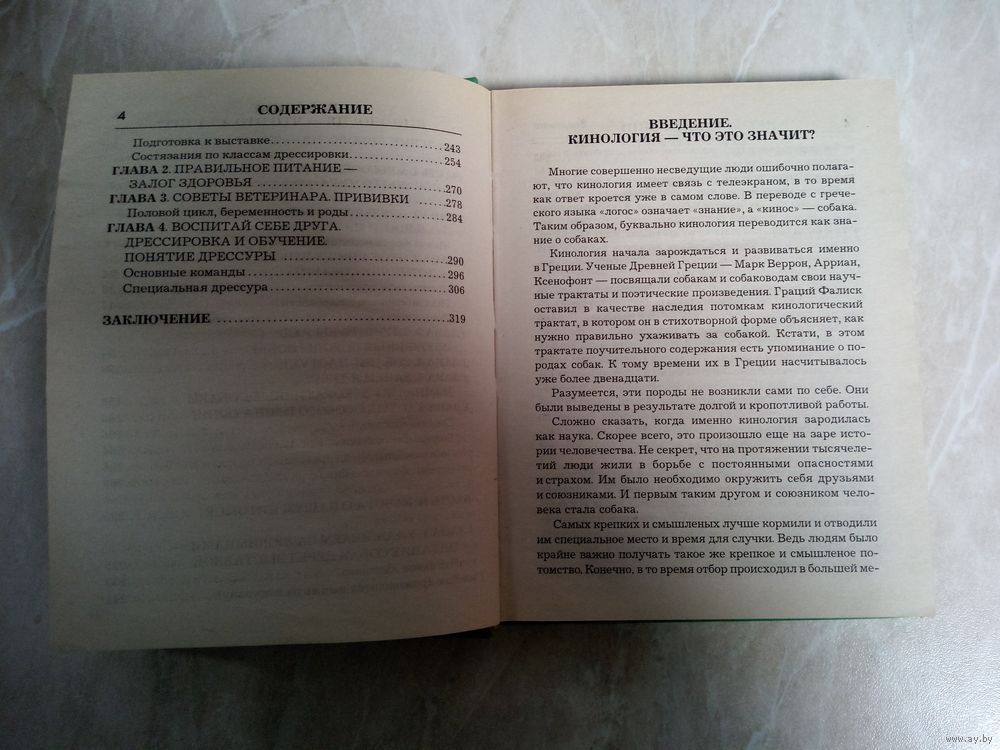 4
СОДЕРЖАНИЕ
Подготовка к выставке.....243
Состязания по классам дрессировки.....254
ГЛАВА 2. ПРАВИЛЬНОЕ ПИТАНИЕ —
ЗАЛОГ ЗДОРОВЬЯ .....270
ГЛАВА 3. СОВЕТЫ ВЕТЕРИНАРА. ПРИВИВКИ .....278
Половой цикл, беременность и роды.....284
ГЛАВА 4. ВОСПИТАЙ СЕБЕ ДРУГА.
ДРЕССИРОВКА И ОБУЧЕНИЕ.
ПОНЯТИЕ ДРЕССУРЫ .....290
Основные команды.....296
Специальная дрессура.....306
ЗАКЛЮЧЕНИЕ .....319
ВВЕДЕНИЕ.
КИНОЛОГИЯ — ЧТО ЭТО ЗНАЧИТ?
Многие совершенно несведущие люди ошибочно полага-
ют, что кинология имеет связь с телеэкраном, в то время
как ответ кроется уже в самом слове. В переводе с грече-
ского языка «логос» означает «знание», а «кинос» — собака.
Таким образом, буквально кинология переводится как зна-
ние о собаках.
Кинология начала зарождаться и развиваться именно
в Греции. Ученые Древней Греции — Марк Веррон, Арриан,
Ксенофонт — посвящали собакам и собаководам свои науч-
ные трактаты и поэтические произведения. Граций Фалиск
оставил в качестве наследия потомкам кинологический
трактат, в котором он в стихотворной форме объясняет, как
нужно правильно ухаживать за собакой. Кстати, в этом
трактате поучительного содержания есть упоминание о по-
родах собак. К тому времени их в Греции насчитывалось
уже более двенадцати.
Разумеется, эти породы не возникли сами по себе. Они
были выведены в результате долгой и кропотливой работы.
Сложно сказать, когда именно кинология зародилась
как наука. Скорее всего, это произошло еще на заре исто-
рии человечества. Не секрет, что на протяжении тысячеле-
тий люди жили в борьбе с постоянными опасностями
и страхом. Им было необходимо окружить себя друзьями
и союзниками. И первым таким другом и союзником чело-
века стала собака.
Самых крепких и смышленых лучше кормили и отводили
им специальное место и время для случки. Ведь людям было
крайне важно получать такое же крепкое и смышленое по-
томство. Конечно, в то время отбор происходил в большей ме-
www.ay.by